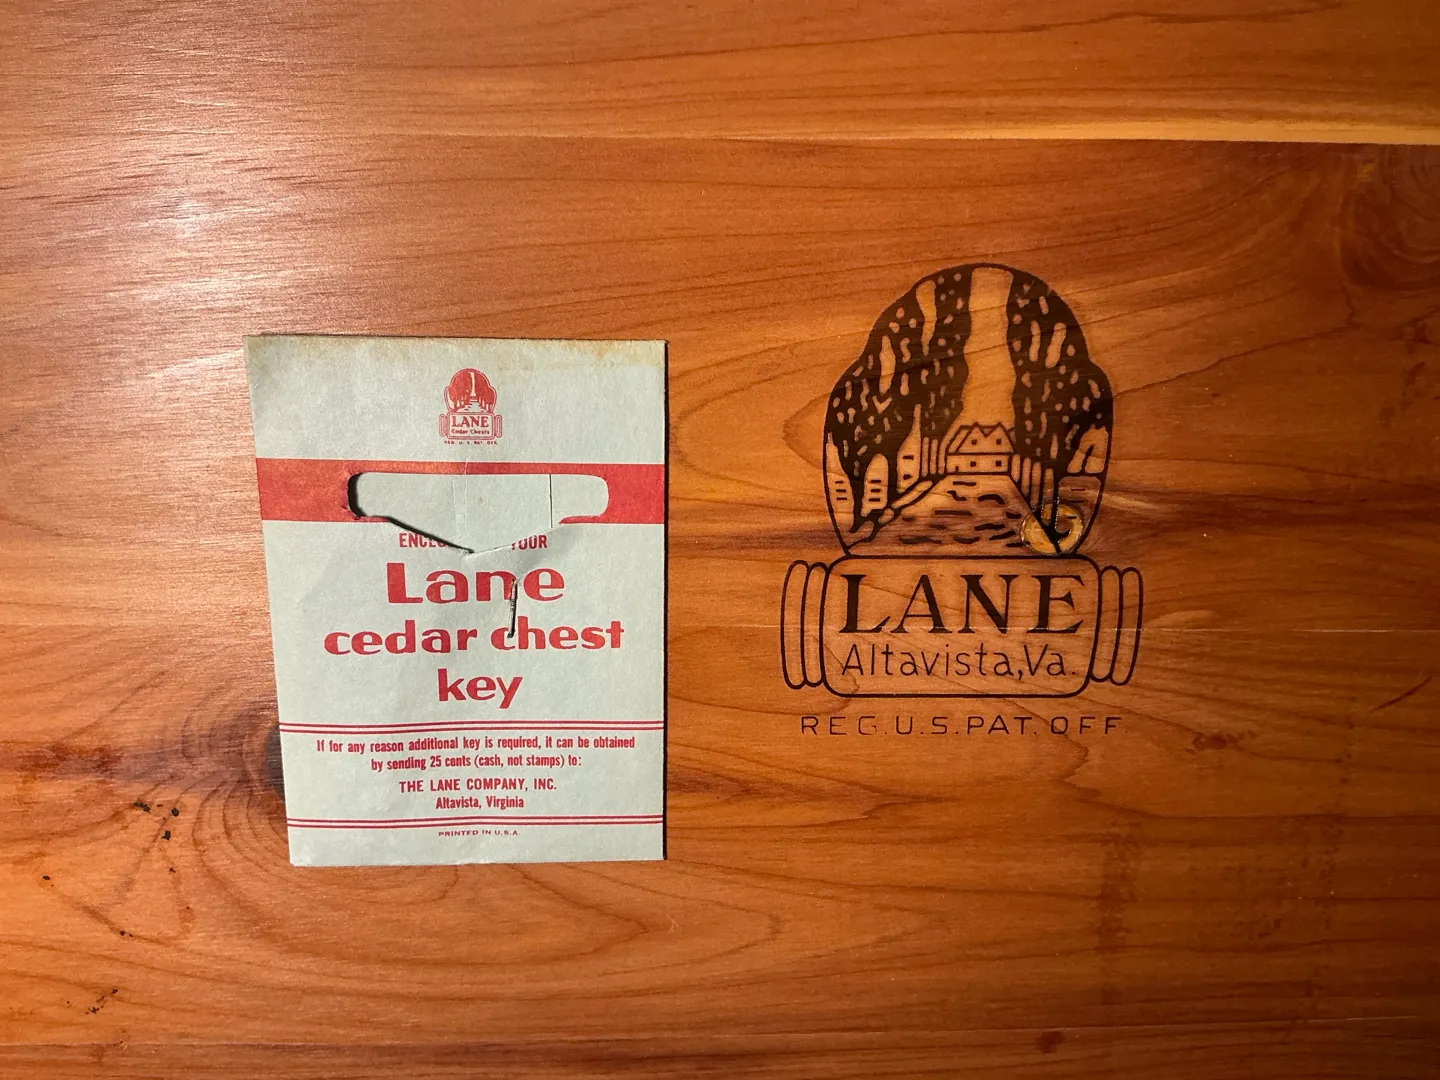 LANE
Cedar Chests
REG. U. S. PAT. OFF.
YOUR
Lane
cedar chest
key
If for any reason additional key is required, it can be obtained
by sending 25 cents (cash, not stamps) to:
THE LANE COMPANY, INC.
Altavista, Virginia
PRINTED IN U.S.A.
LANE
Altavista, Va.
REG. U.S. PAT. OFF.